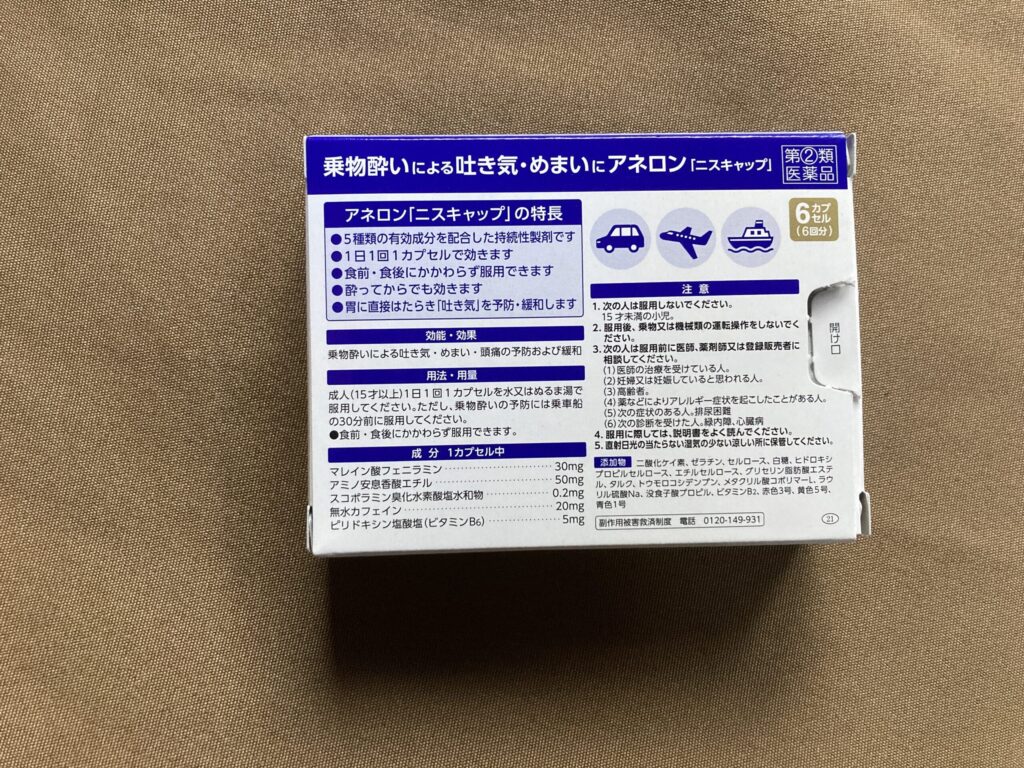 乗物酔いによる吐き気・めまいにアネロン「ニスキャップ」
第②類
医薬品
アネロン「ニスキャップ」の特長
●5種類の有効成分を配合した持続性製剤です
●1日1回1カプセルで効きます
●食前・食後にかかわらず服用できます
●酔ってからでも効きます
●胃に直接はたらき「吐き気」を予防・緩和します
効能・効果
乗物酔いによる吐き気・めまい・頭痛の予防および緩和
用法・用量
成人(15才以上)1日1回1カプセルを水又はぬるま湯で
服用してください。ただし、乗物酔いの予防には乗車船
の30分前に服用してください。
●食前・食後にかかわらず服用できます。
成分 1カプセル中
マレイン酸フェニラミン 30mg
アミノ安息香酸エチル 50mg
スコポラミン臭化水素酸塩水和物 0.2mg
無水カフェイン 20mg
ピリドキシン塩酸塩(ビタミンB6) 5mg
6カプセル
(6回分)
注意
1. 次の人は服用しないでください。
15才未満の小児。
2. 服用後、乗物又は機械類の運転操作をしないでく
ださい。
3. 次の人は服用前に医師、薬剤師又は登録販売者に
相談してください。
(1)医師の治療を受けている人。
(2)妊婦又は妊娠していると思われる人。
(3)高齢者。
(4)薬などによりアレルギー症状を起こしたことがある人。
(5)次の症状のある人。排尿困難
(6)次の診断を受けた人。緑内障、心臓病
4. 服用に際しては、説明書をよく読んでください。
5. 直射日光の当たらない湿気の少ない涼しい所に保管してください。
添加物 二酸化ケイ素、ゼラチン、セルロース、白糖、ヒドロキシ
プロピルセルロース、エチルセルロース、グリセリン脂肪酸エステ
ル、タルク、トウモロコシデンプン、メタクリル酸コポリマーL、ラウ
リル硫酸Na、没食子酸プロピル、ビタミンB2、赤色3号、黄色5号、
青色1号
副作用被害救済制度 電話 0120-149-931
21
開け口